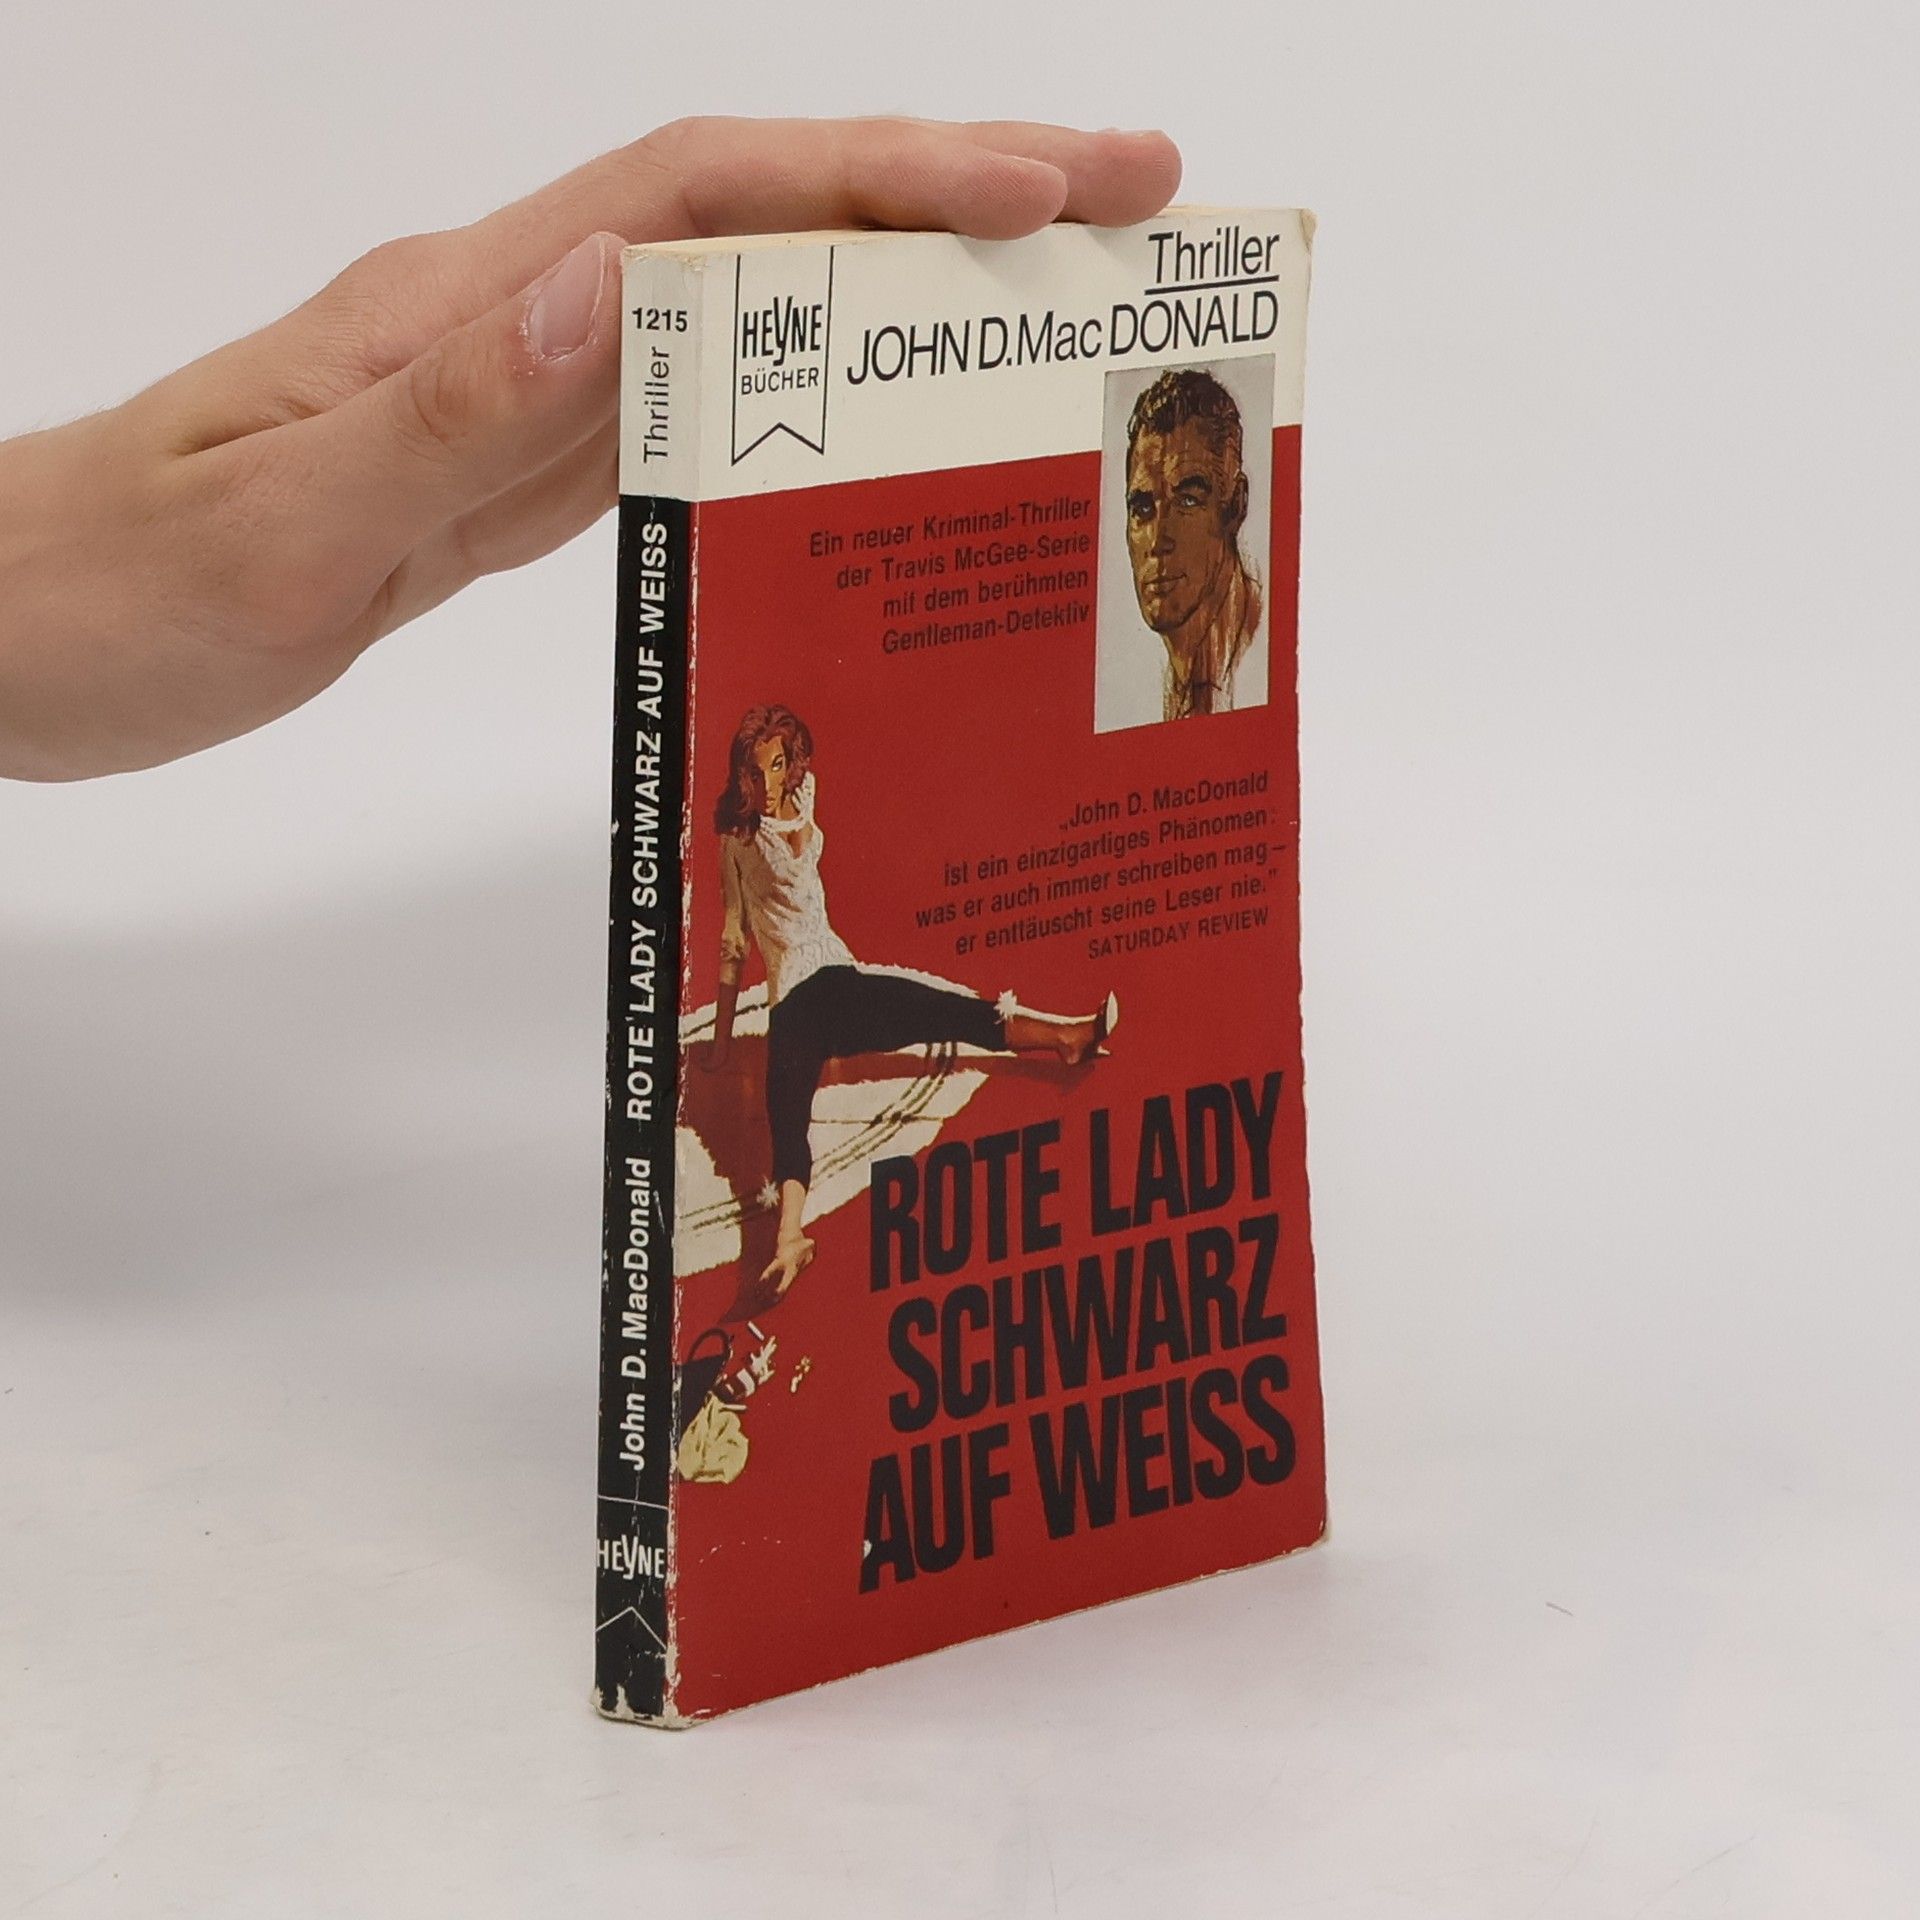 1215
Thriller
ROTE LADY SCHWARZ AUF WEISS
John D. MacDonald
HEYNE
HEYNE
BÜCHER
Thriller
JOHN D. Mac DONALD
Ein neuer Kriminal-Thriller
der Travis McGee-Serie
mit dem berühmten
Gentleman-Detektiv
„John D. MacDonald
ist ein einzigartiges Phänomen:
was er auch immer schreiben mag –
er enttäuscht seine Leser nie."
SATURDAY REVIEW
ROTE LADY
SCHWARZ
AUF WEISS